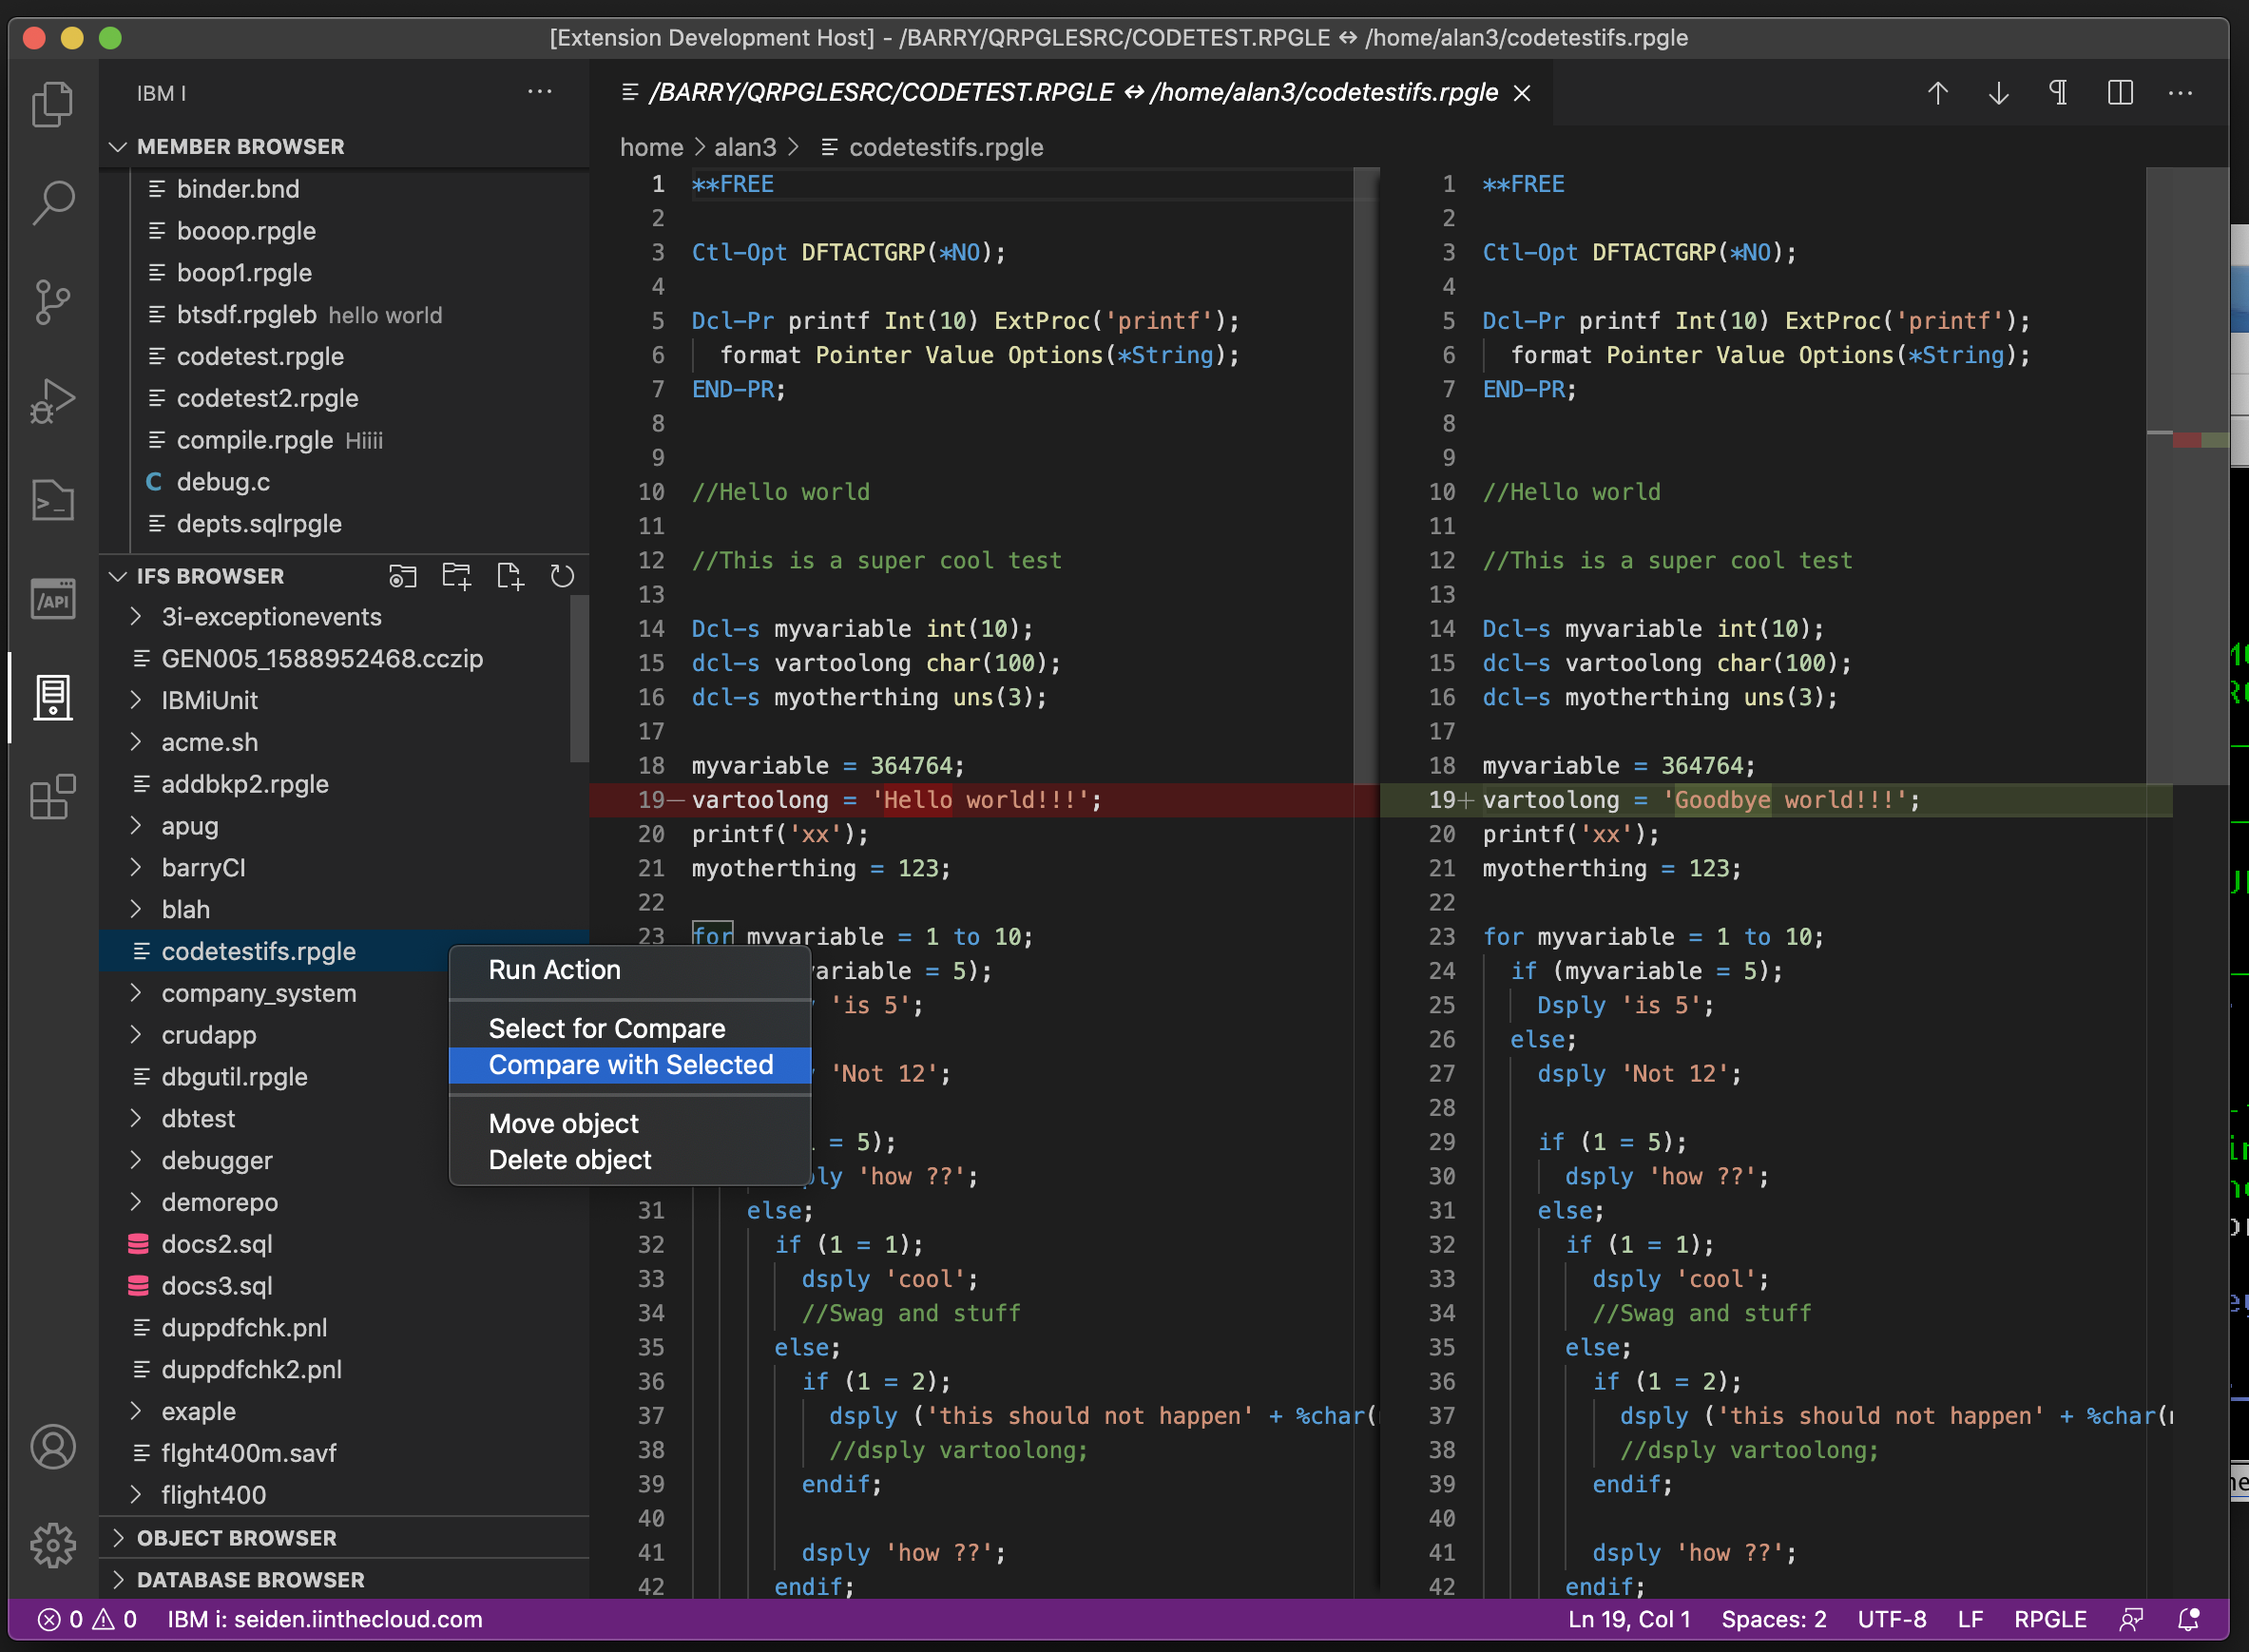 [Extension Development Host] - /BARRY/QRPGLESRC/CODETEST.RPGLE ↔ /home/alan3/codetestifs.rpgle
IBM I
MEMBER BROWSER
binder.bnd
booop.rpgle
boop1.rpgle
btsdf.rpgleb hello world
codetest.rpgle
codetest2.rpgle
compile.rpgle Hiiii
C debug.c
depts.sqlrpgle
IFS BROWSER
3i-exceptionevents
GEN005_1588952468.cczip
IBMiUnit
acme.sh
addbkp2.rpgle
apug
barryCI
blah
codetestifs.rpgle
company_system
crudapp
dbgutil.rpgle
dbtest
debugger
demorepo
docs2.sql
docs3.sql
duppdfchk.pnl
duppdfchk2.pnl
exaple
flght400m.savf
flight400
OBJECT BROWSER
DATABASE BROWSER
/API
Run Action
Select for Compare
Compare with Selected
Move object
Delete object
/BARRY/QRPGLESRC/CODETEST.RPGLE ↔ /home/alan3/codetestifs.rpgle
home > alan3 > codetestifs.rpgle
1 **FREE
2
3 Ctl-Opt DFTACTGRP(*NO);
4
5 Dcl-Pr printf Int(10) ExtProc('printf');
6 format Pointer Value Options(*String);
7 END-PR;
8
9
10 //Hello world
11
12 //This is a super cool test
13
14 Dcl-s myvariable int(10);
15 dcl-s vartoolong char(100);
16 dcl-s myotherthing uns(3);
17
18 myvariable = 364764;
19— vartoolong = 'Hello world!!!';
20 printf('xx');
21 myotherthing = 123;
22
23 for myvariable = 1 to 10;
ariable = 5);
'is 5';
'Not 12';
= 5);
ply 'how ??';
31 else;
32 if (1 = 1);
33 dsply 'cool';
34 //Swag and stuff
35 else;
36 if (1 = 2);
37 dsply ('this should not happen' + %char(
38 //dsply vartoolong;
39 endif;
40
41 dsply 'how ??';
42 endif;
1 **FREE
2
3 Ctl-Opt DFTACTGRP(*NO);
4
5 Dcl-Pr printf Int(10) ExtProc('printf');
6 format Pointer Value Options(*String);
7 END-PR;
8
9
10 //Hello world
11
12 //This is a super cool test
13
14 Dcl-s myvariable int(10);
15 dcl-s vartoolong char(100);
16 dcl-s myotherthing uns(3);
17
18 myvariable = 364764;
19+ vartoolong = 'Goodbye world!!!';
20 printf('xx');
21 myotherthing = 123;
22
23 for myvariable = 1 to 10;
24 if (myvariable = 5);
25 Dsply 'is 5';
26 else;
27 dsply 'Not 12';
28
29 if (1 = 5);
30 dsply 'how ??';
31 else;
32 if (1 = 1);
33 dsply 'cool';
34 //Swag and stuff
35 else;
36 if (1 = 2);
37 dsply ('this should not happen' + %char(
38 //dsply vartoolong;
39 endif;
40
41 dsply 'how ??';
42 endif;
0 0 IBM i: seiden.iinthecloud.com
Ln 19, Col 1 Spaces: 2 UTF-8 LF RPGLE